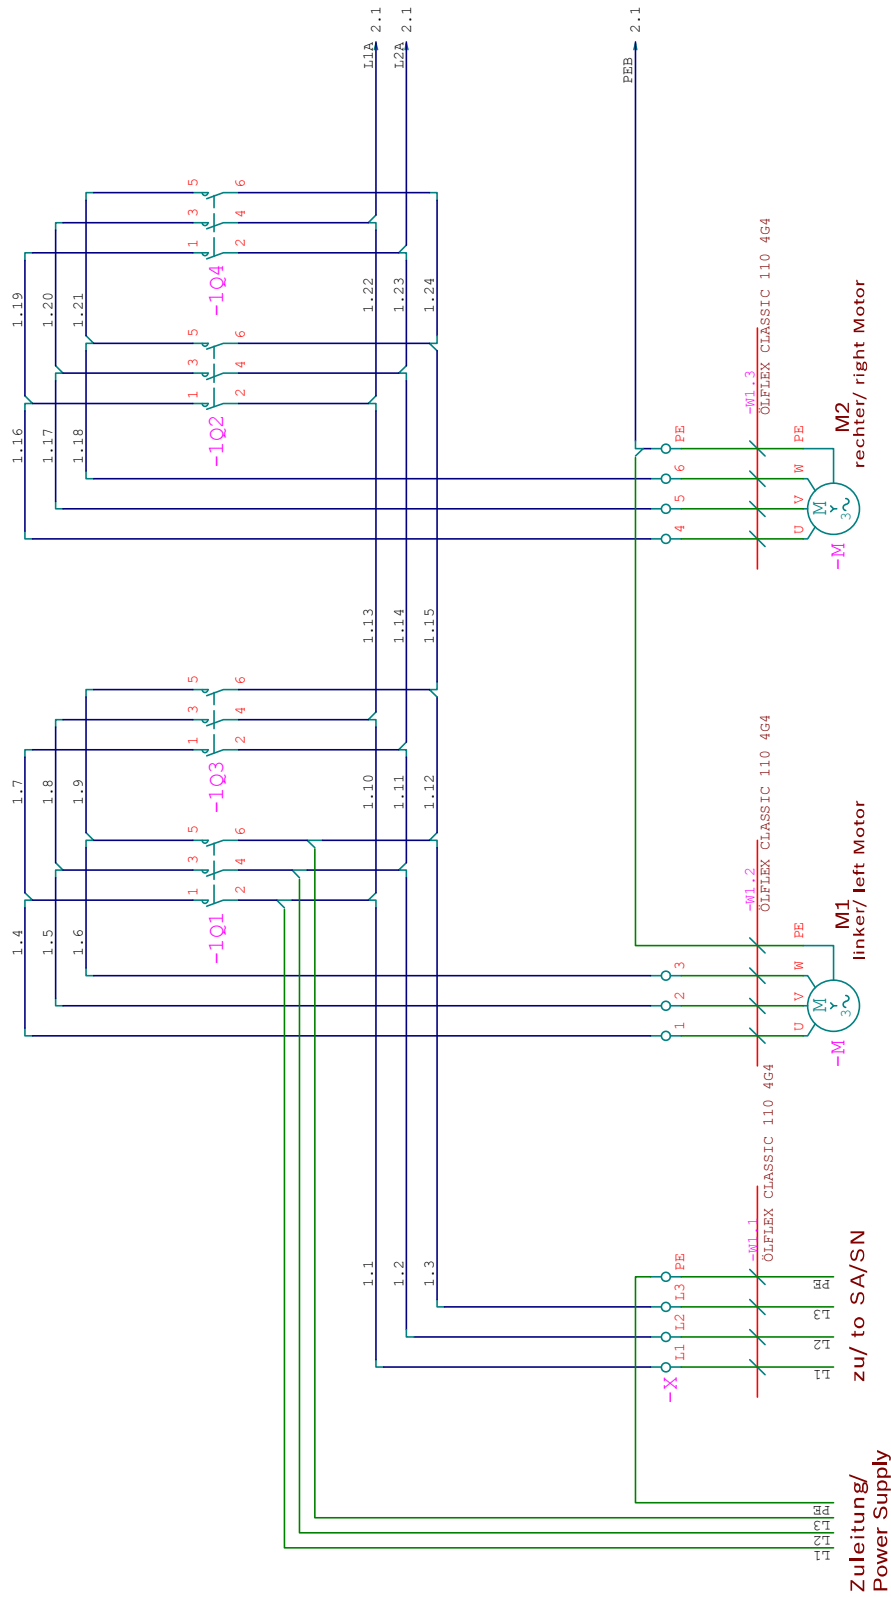 L1A 2.1
L2A 2.1
PEB 2.1
1.19
1.20
1.21
1 3 5
2 4 6
-1Q4
1.22
1.23
1.24
1.16
1.17
1.18
1 3 5
2 4 6
-1Q2
4 5 6 PE
-W1.3
ÖLFLEX CLASSIC 110 4G4
U V W PE
M
Y
3~
-M
M2
rechter/ right Motor
1.13
1.14
1.15
1.7
1.8
1.9
1 3 5
2 4 6
-1Q3
1.10
1.11
1.12
1.4
1.5
1.6
1 3 5
2 4 6
-1Q1
1 2 3
-W1.2
ÖLFLEX CLASSIC 110 4G4
U V W PE
M
Y
3~
-M
M1
linker/ left Motor
1.1
1.2
1.3
-X
L1 L2 L3 PE
-W1.1
ÖLFLEX CLASSIC 110 4G4
L1 L2 L3 PE
zu/ to SA/SN
L1 L2 L3 PE
Zuleitung/
Power Supply